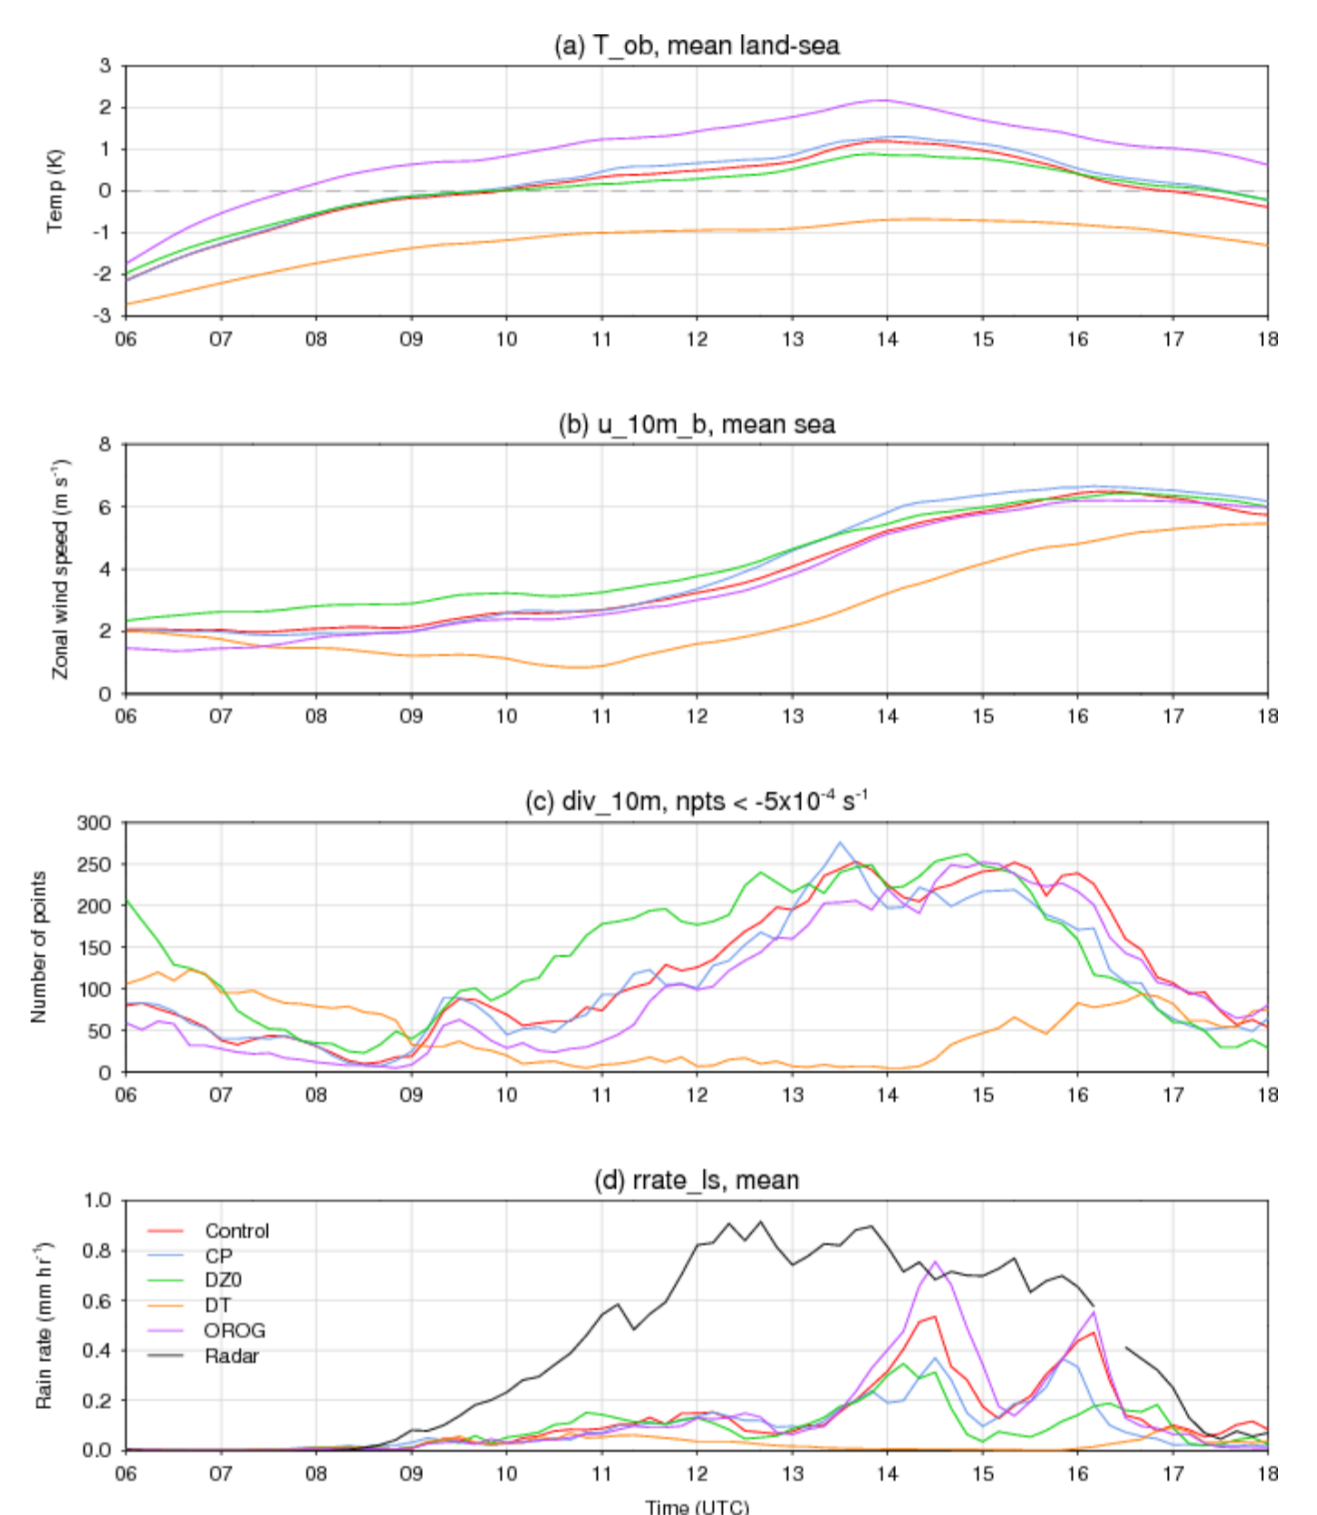 (a) T_ob, mean land-sea
Temp (K)
3
2
1
0
-1
-2
-3
06 07 08 09 10 11 12 13 14 15 16 17 18
(b) u_10m_b, mean sea
Zonal wind speed (m s⁻¹)
8
6
4
2
0
06 07 08 09 10 11 12 13 14 15 16 17 18
(c) div_10m, npts < -5x10⁻⁴ s⁻¹
Number of points
300
250
200
150
100
50
0
06 07 08 09 10 11 12 13 14 15 16 17 18
(d) rrate_ls, mean
Rain rate (mm hr⁻¹)
1.0
0.8
0.6
0.4
0.2
0.0
Control
CP
DZ0
DT
OROG
Radar
06 07 08 09 10 11 12 13 14 15 16 17 18
Time (UTC)